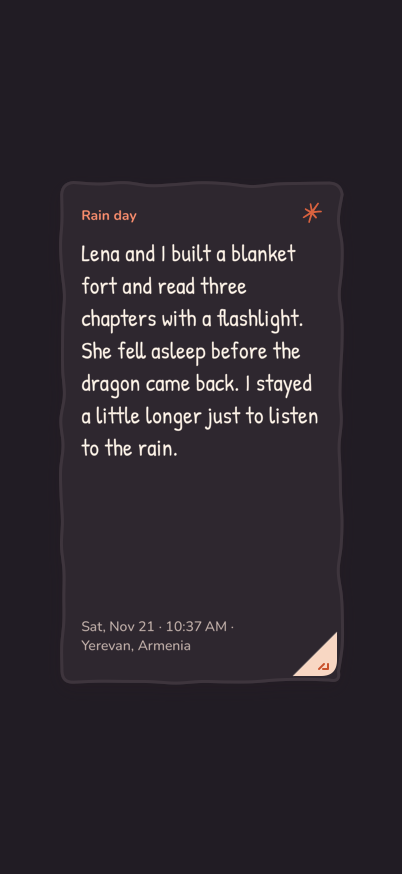 Rain day
Lena and I built a blanket
fort and read three
chapters with a flashlight.
She fell asleep before the
dragon came back. I stayed
a little longer just to listen
to the rain.
Sat, Nov 21 · 10:37 AM ·
Yerevan, Armenia